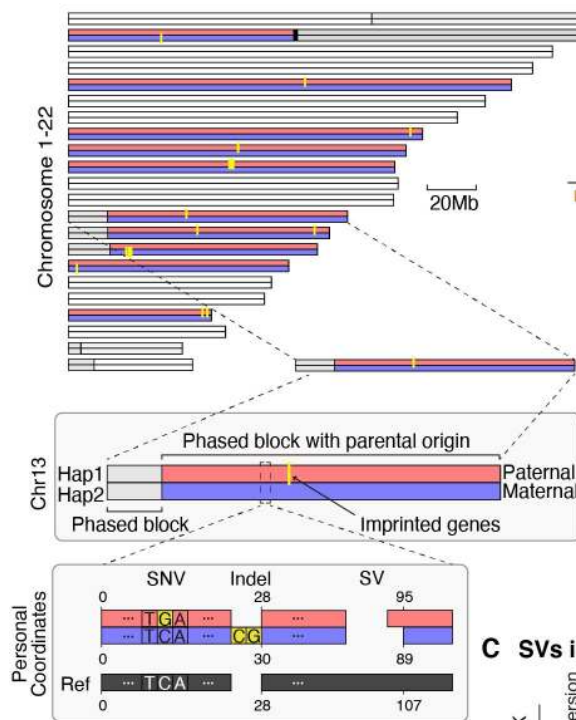 Chromosome 1-22
20Mb
Chr13
Phased block with parental origin
Hap1
Hap2
Paternal
Maternal
Phased block
Imprinted genes
Personal
Coordinates
SNV Indel SV
0 28 95
... T G A ... ...
... T C A ... C G ...
0 30 89
Ref ... T C A ... ...
0 28 107
C SVs i
ersion